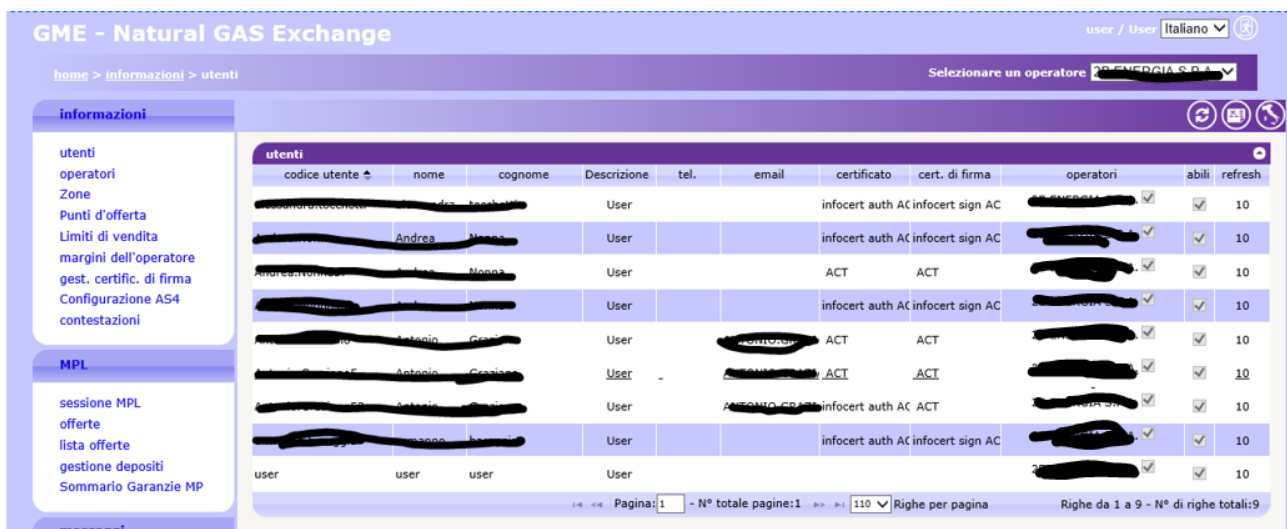 GME - Natural GAS Exchange
user / User Italiano
home > informazioni > utenti
Selezionare un operatore
informazioni
utenti
operatori
Zone
Punti d'offerta
Limiti di vendita
margini dell'operatore
gest. certific. di firma
Configurazione AS4
contestazioni
MPL
sessione MPL
offerte
lista offerte
gestione depositi
Sommario Garanzie MP
messaggi
utenti
codice utente nome cognome Descrizione tel. email certificato cert. di firma operatori abili refresh
User infocert auth AC infocert sign AC 10
Andrea User infocert auth AC infocert sign AC 10
User ACT ACT 10
User infocert auth AC infocert sign AC 10
User ACT ACT 10
User ACT ACT 10
User infocert auth AC ACT 10
User infocert auth AC infocert sign AC 10
user user user User 10
Pagina: 1 - N° totale pagine:1 110 Righe per pagina Righe da 1 a 9 - N° di righe totali:9